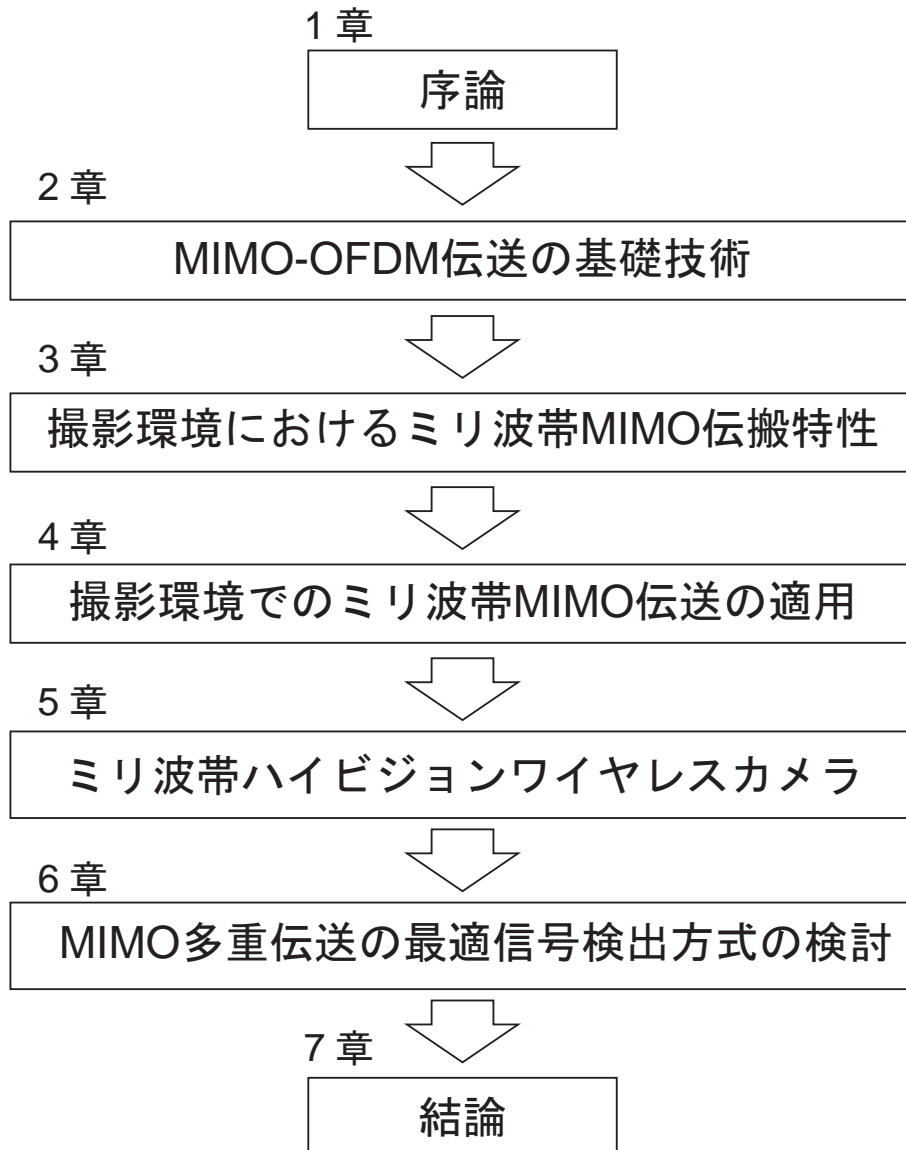 1 章
序論
2 章
MIMO-OFDM伝送の基礎技術
3 章
撮影環境におけるミリ波帯MIMO伝搬特性
4 章
撮影環境でのミリ波帯MIMO伝送の適用
5 章
ミリ波帯ハイビジョンワイヤレスカメラ
6 章
MIMO多重伝送の最適信号検出方式の検討
7 章
結論